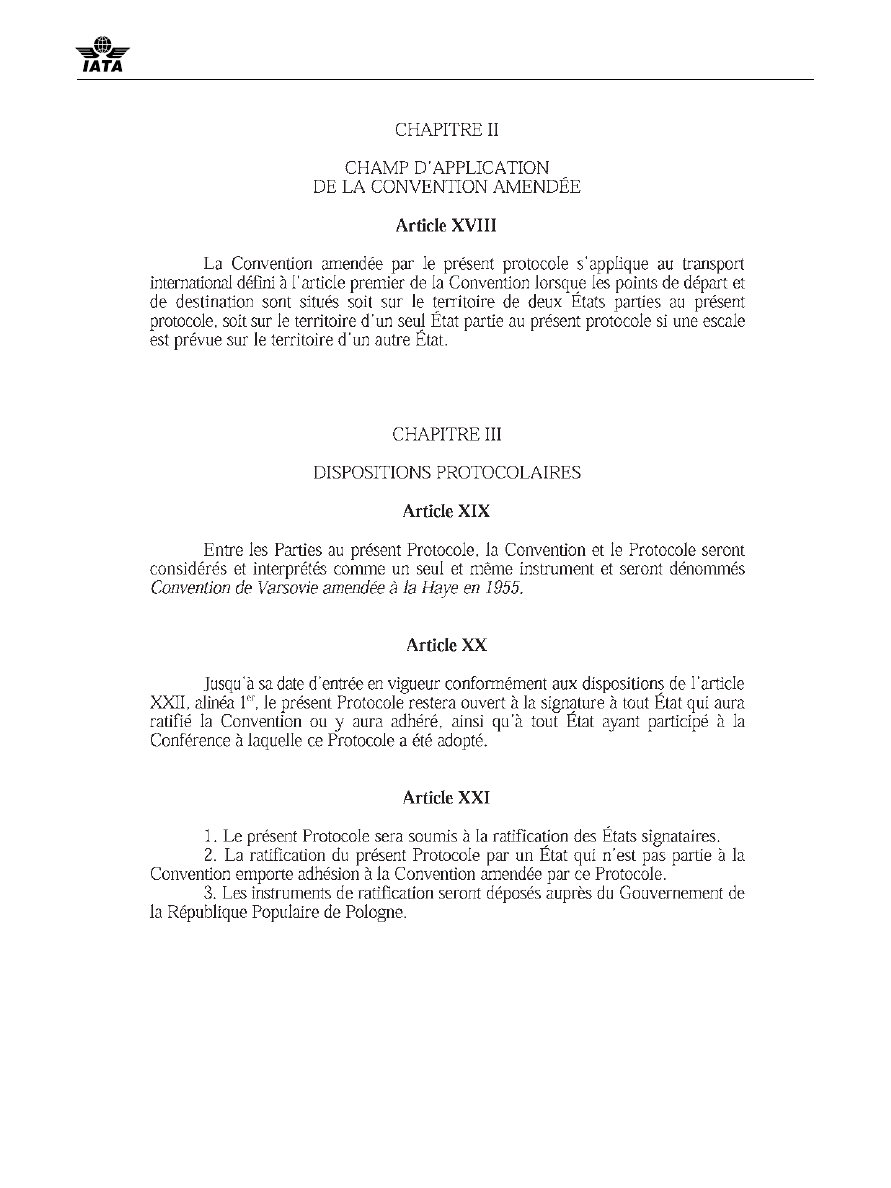 IATA
CHAPITRE II
CHAMP D'APPLICATION
DE LA CONVENTION AMENDÉE
Article XVIII
La Convention amendée par le présent protocole s'applique au transport
international défini à l'article premier de la Convention lorsque les points de départ et
de destination sont situés soit sur le territoire de deux États parties au présent
protocole, soit sur le territoire d'un seul État partie au présent protocole si une escale
est prévue sur le territoire d'un autre État.
CHAPITRE III
DISPOSITIONS PROTOCOLAIRES
Article XIX
Entre les Parties au présent Protocole, la Convention et le Protocole seront
considérés et interprétés comme un seul et même instrument et seront dénommés
Convention de Varsovie amendée à la Haye en 1955.
Article XX
Jusqu'à sa date d'entrée en vigueur conformément aux dispositions de l'article
XXII, alinéa 1er, le présent Protocole restera ouvert à la signature à tout État qui aura
ratifié la Convention ou y aura adhéré, ainsi qu'à tout État ayant participé à la
Conférence à laquelle ce Protocole a été adopté.
Article XXI
1. Le présent Protocole sera soumis à la ratification des États signataires.
2. La ratification du présent Protocole par un État qui n'est pas partie à la
Convention emporte adhésion à la Convention amendée par ce Protocole.
3. Les instruments de ratification seront déposés auprès du Gouvernement de
la République Populaire de Pologne.